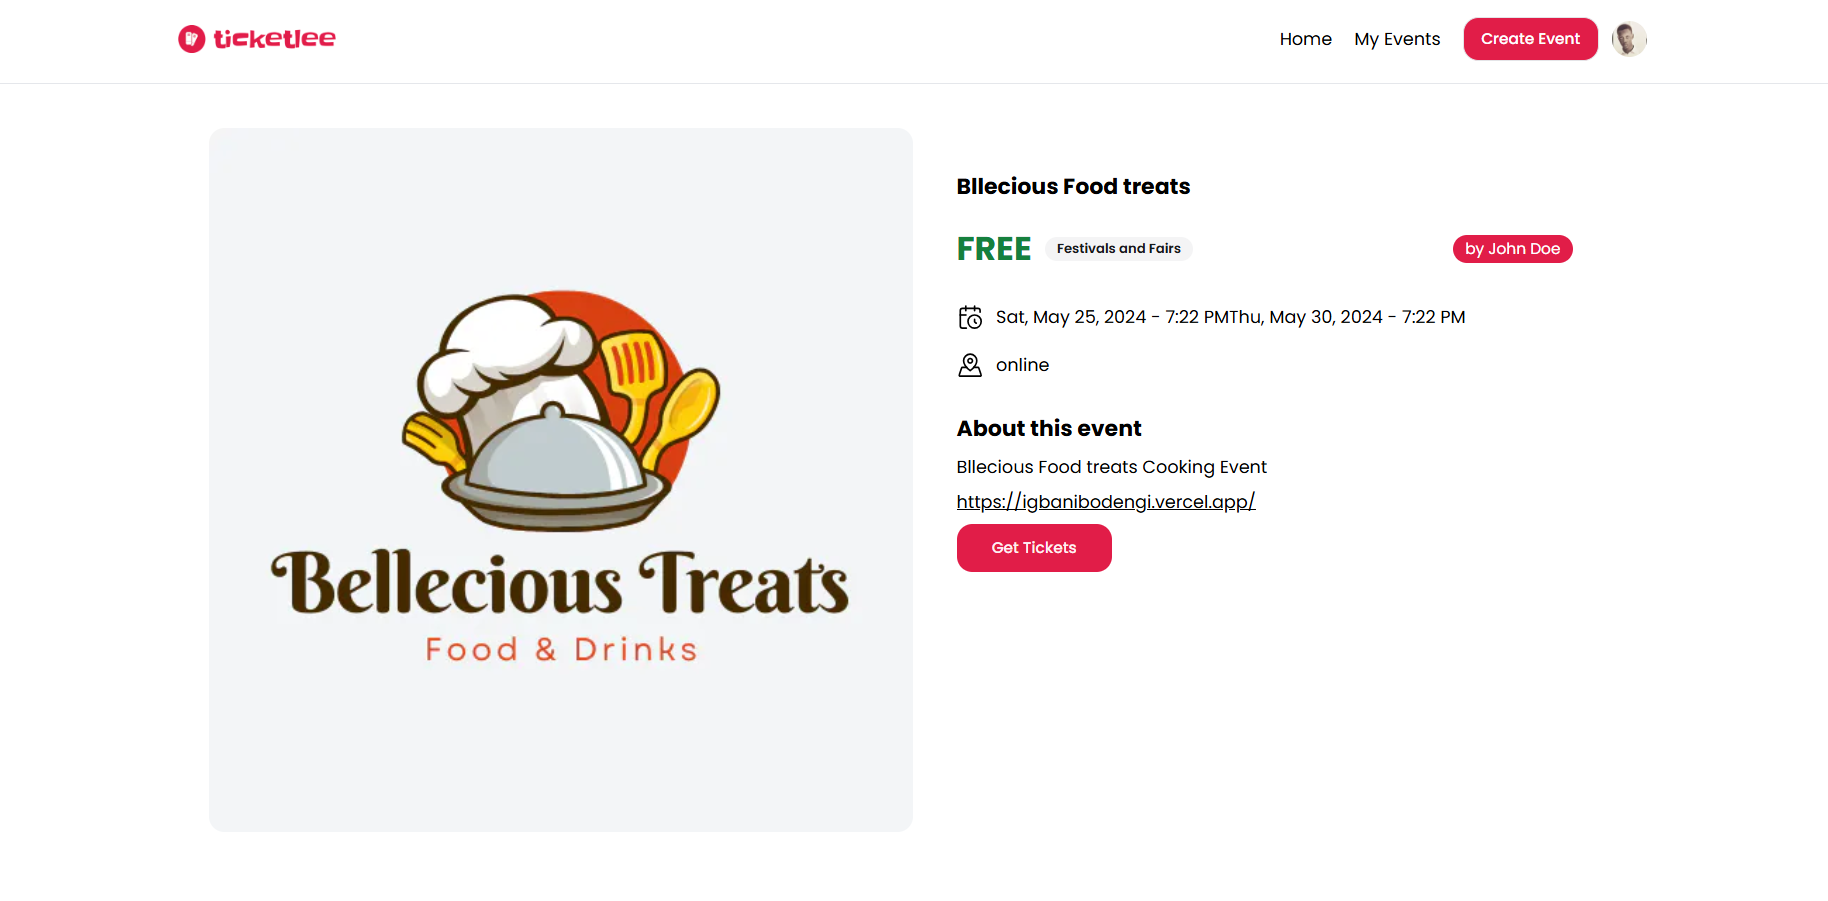 ticketlee
Home My Events Create Event
Bllecious Food treats
FREE Festivals and Fairs by John Doe
Sat, May 25, 2024 - 7:22 PMThu, May 30, 2024 - 7:22 PM
online
About this event
Bllecious Food treats Cooking Event
https://igbanibodengi.vercel.app/
Get Tickets
Bellecious Treats
Food & Drinks